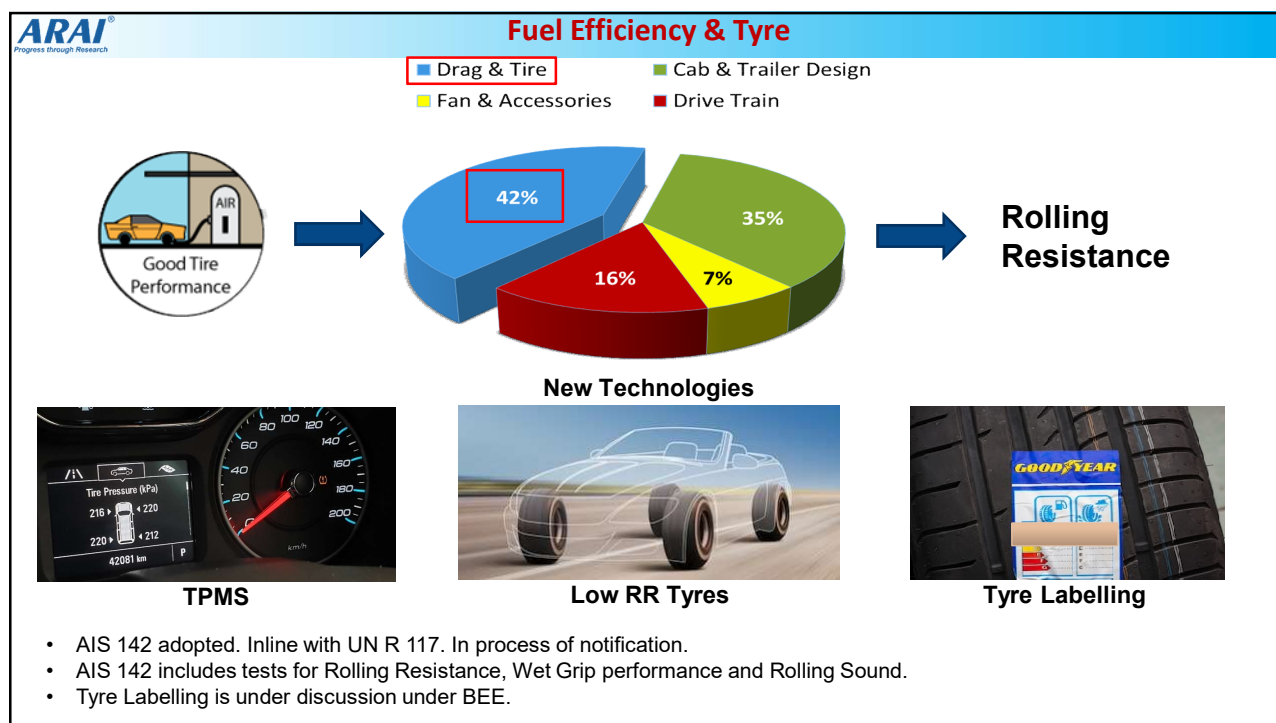 ARAI®
Progress through Research
Fuel Efficiency & Tyre
Drag & Tire
Cab & Trailer Design
Fan & Accessories
Drive Train
AIR
Good Tire
Performance
42%
35%
16%
7%
Rolling
Resistance
New Technologies
Tire Pressure (kPa)
216 220
220 212
42081 km
P
0
20
40
60
80
100
120
140
160
180
200
km/h
GOODYEAR
TPMS
Low RR Tyres
Tyre Labelling
• AIS 142 adopted. Inline with UN R 117. In process of notification.
• AIS 142 includes tests for Rolling Resistance, Wet Grip performance and Rolling Sound.
• Tyre Labelling is under discussion under BEE.